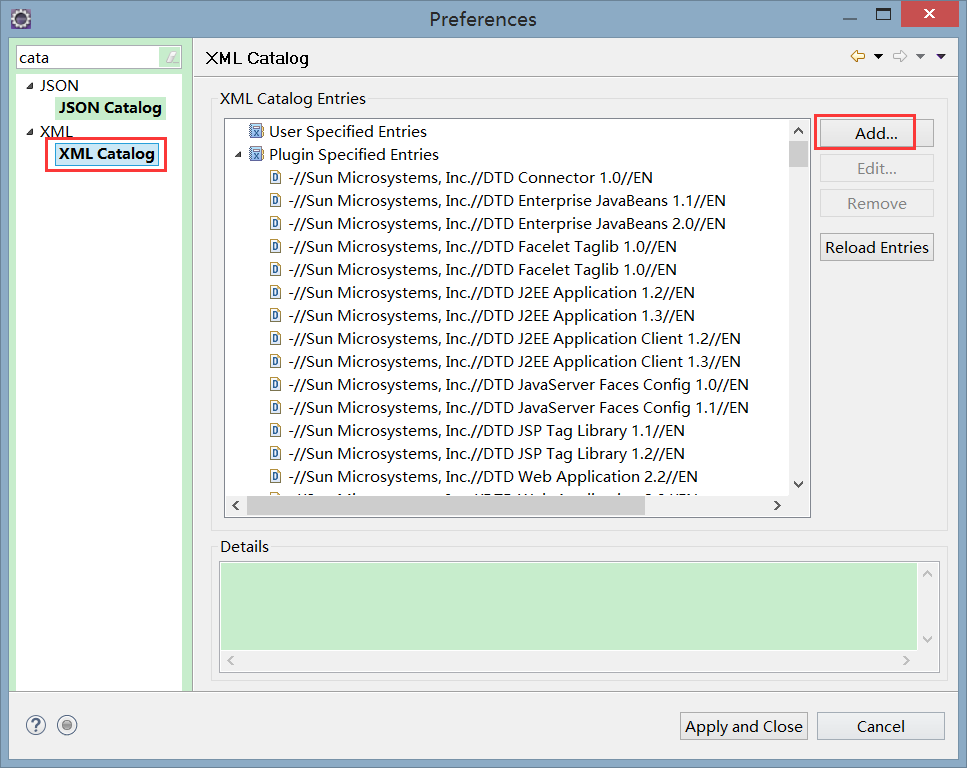 Preferences
cata
JSON
JSON Catalog
XML
XML Catalog
XML Catalog
XML Catalog Entries
User Specified Entries
Plugin Specified Entries
-//Sun Microsystems, Inc.//DTD Connector 1.0//EN
-//Sun Microsystems, Inc.//DTD Enterprise JavaBeans 1.1//EN
-//Sun Microsystems, Inc.//DTD Enterprise JavaBeans 2.0//EN
-//Sun Microsystems, Inc.//DTD Facelet Taglib 1.0//EN
-//Sun Microsystems, Inc.//DTD Facelet Taglib 1.0//EN
-//Sun Microsystems, Inc.//DTD J2EE Application 1.2//EN
-//Sun Microsystems, Inc.//DTD J2EE Application 1.3//EN
-//Sun Microsystems, Inc.//DTD J2EE Application Client 1.2//EN
-//Sun Microsystems, Inc.//DTD J2EE Application Client 1.3//EN
-//Sun Microsystems, Inc.//DTD JavaServer Faces Config 1.0//EN
-//Sun Microsystems, Inc.//DTD JavaServer Faces Config 1.1//EN
-//Sun Microsystems, Inc.//DTD JSP Tag Library 1.1//EN
-//Sun Microsystems, Inc.//DTD JSP Tag Library 1.2//EN
-//Sun Microsystems, Inc.//DTD Web Application 2.2//EN
Add...
Edit...
Remove
Reload Entries
Details
Apply and Close
Cancel